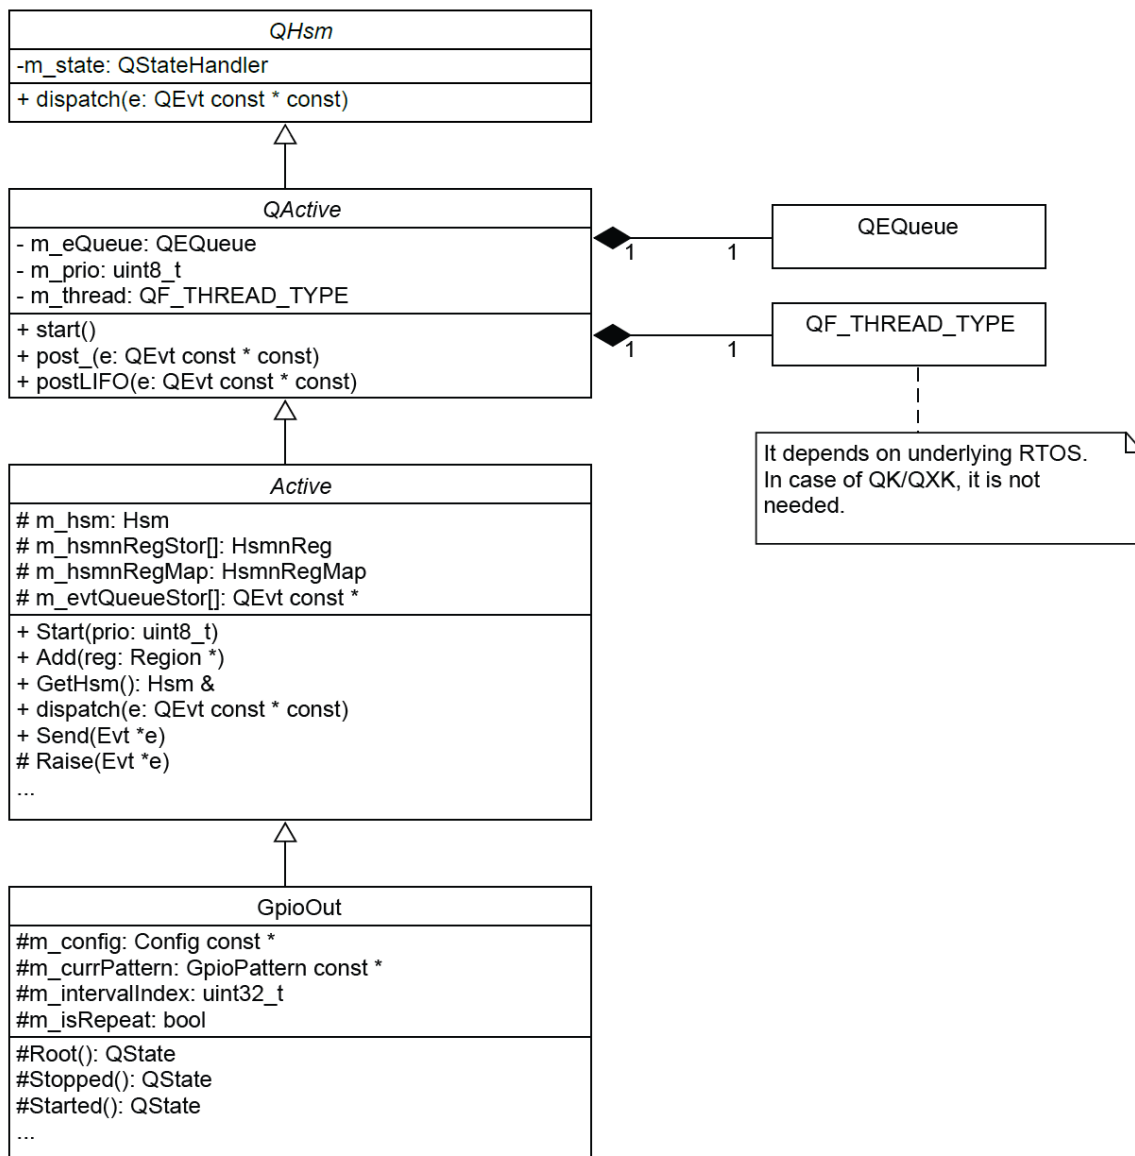 QHsm
-m_state: QStateHandler
+ dispatch(e: QEvt const * const)
QActive
- m_eQueue: QEQueue
- m_prio: uint8_t
- m_thread: QF_THREAD_TYPE
+ start()
+ post_(e: QEvt const * const)
+ postLIFO(e: QEvt const * const)
1
1
QEQueue
1
1
QF_THREAD_TYPE
It depends on underlying RTOS.
In case of QK/QXK, it is not
needed.
Active
# m_hsm: Hsm
# m_hsmnRegStor[]: HsmnReg
# m_hsmnRegMap: HsmnRegMap
# m_evtQueueStor[]: QEvt const *
+ Start(prio: uint8_t)
+ Add(reg: Region *)
+ GetHsm(): Hsm &
+ dispatch(e: QEvt const * const)
+ Send(Evt *e)
# Raise(Evt *e)
...
GpioOut
#m_config: Config const *
#m_currPattern: GpioPattern const *
#m_intervalIndex: uint32_t
#m_isRepeat: bool
#Root(): QState
#Stopped(): QState
#Started(): QState
...